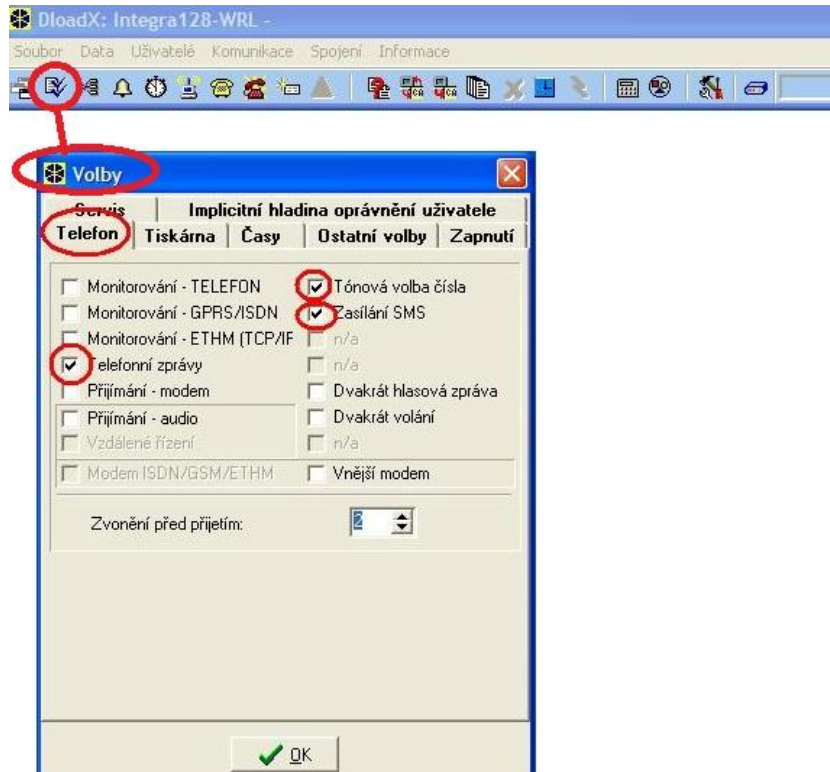 DloadX: Integra128-WRL -
Soubor Data Uživatelé Komunikace Spojení Informace
Volby
Servis Implicitní hladina oprávnění uživatele
Telefon Tiskárna Časy Ostatní volby Zapnutí
Monitorování - TELEFON Tónová volba čísla
Monitorování - GPRS/ISDN Zasílání SMS
Monitorování - ETHM (TCP/IF n/a
Telefonní zprávy n/a
Přijímání - modem Dvakrát hlasová zpráva
Přijímání - audio Dvakrát volání
Vzdálené řízení n/a
Modem ISDN/GSM/ETHM Vnější modem
Zvonění před přijetím: 2
OK